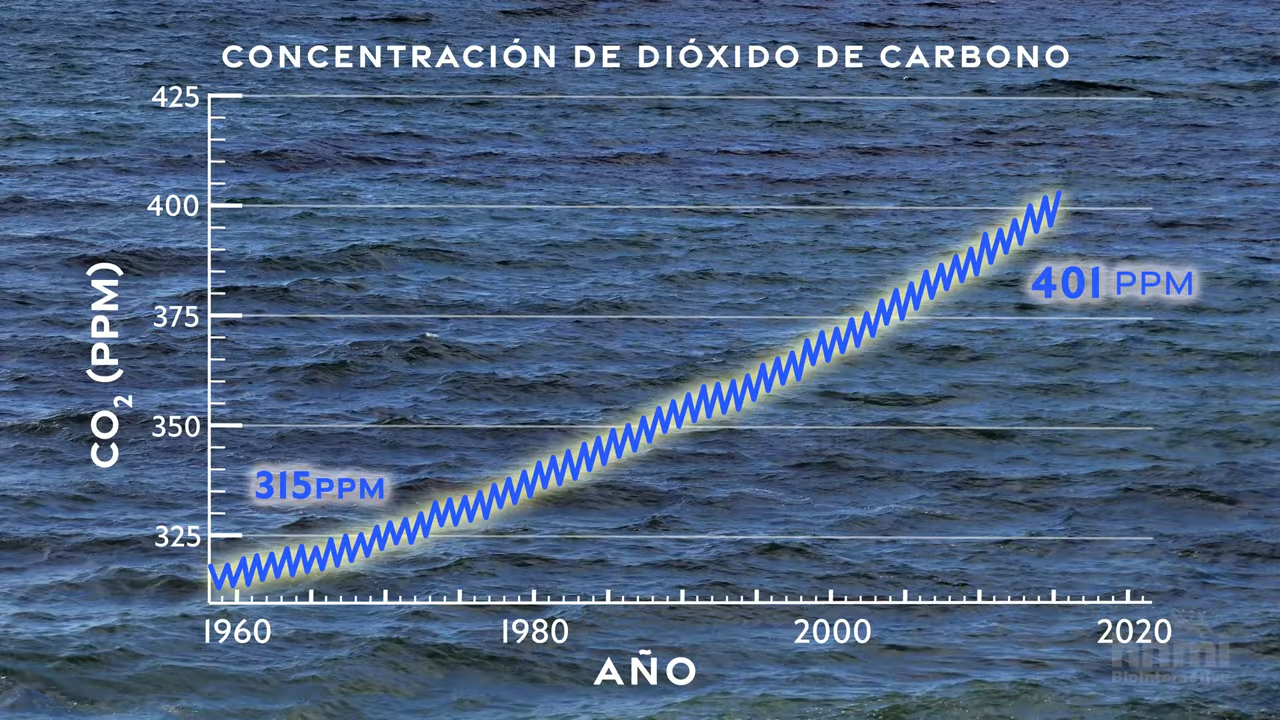 CONCENTRACIÓN DE DIÓXIDO DE CARBONO
425
400
375
350
325
CO₂ (PPM)
315PPM
401 PPM
1960 1980 2000 2020
AÑO
BioInteractive